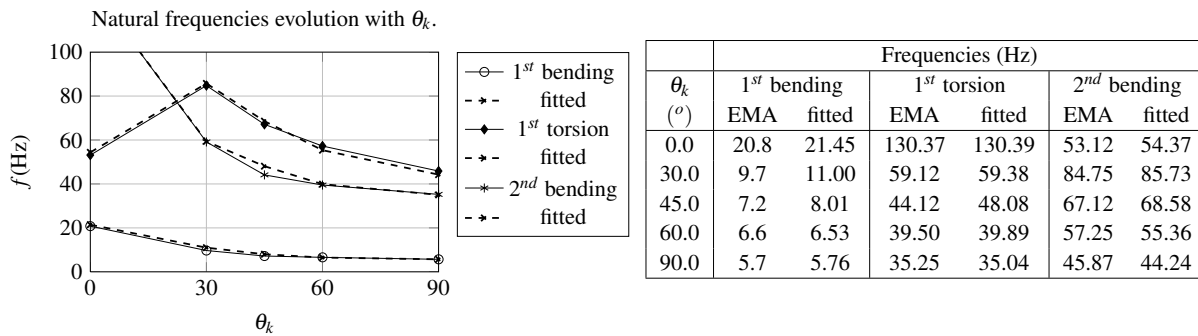 Natural frequencies evolution with θk.
100
80
60
40
20
0
f (Hz)
0 30 45 60 90
θk
1st bending
fitted
1st torsion
fitted
2nd bending
fitted
Frequencies (Hz)
θk 1st bending 1st torsion 2nd bending
(o) EMA fitted EMA fitted EMA fitted
0.0 20.8 21.45 130.37 130.39 53.12 54.37
30.0 9.7 11.00 59.12 59.38 84.75 85.73
45.0 7.2 8.01 44.12 48.08 67.12 68.58
60.0 6.6 6.53 39.50 39.89 57.25 55.36
90.0 5.7 5.76 35.25 35.04 45.87 44.24